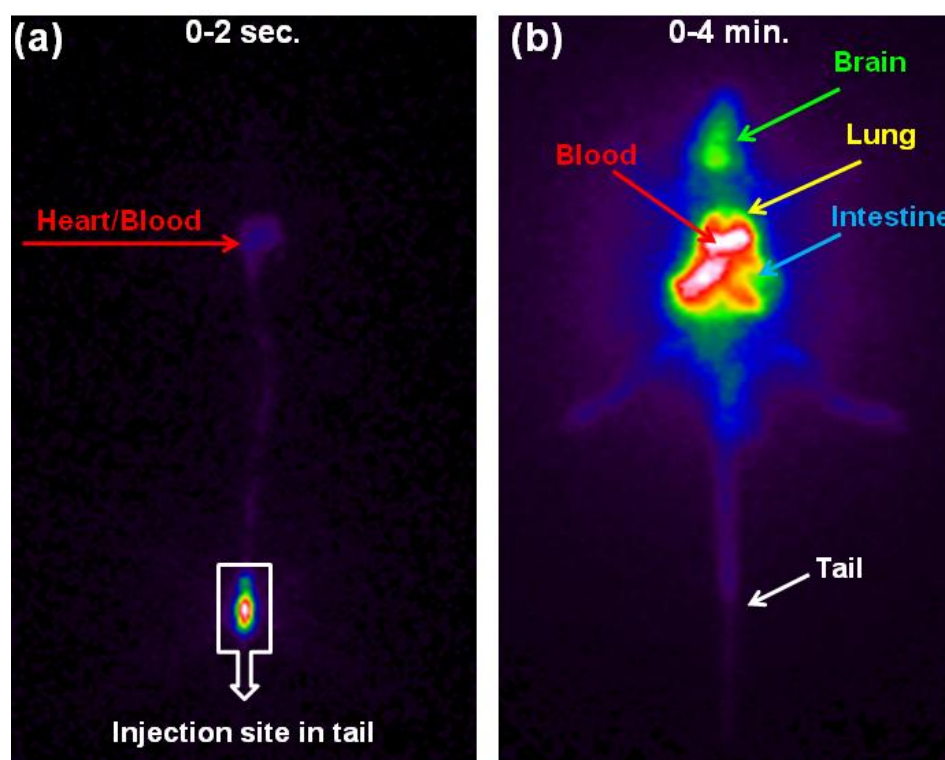 (a)
0-2 sec.
Heart/Blood
Injection site in tail
(b)
0-4 min.
Brain
Lung
Blood
Intestine
Tail